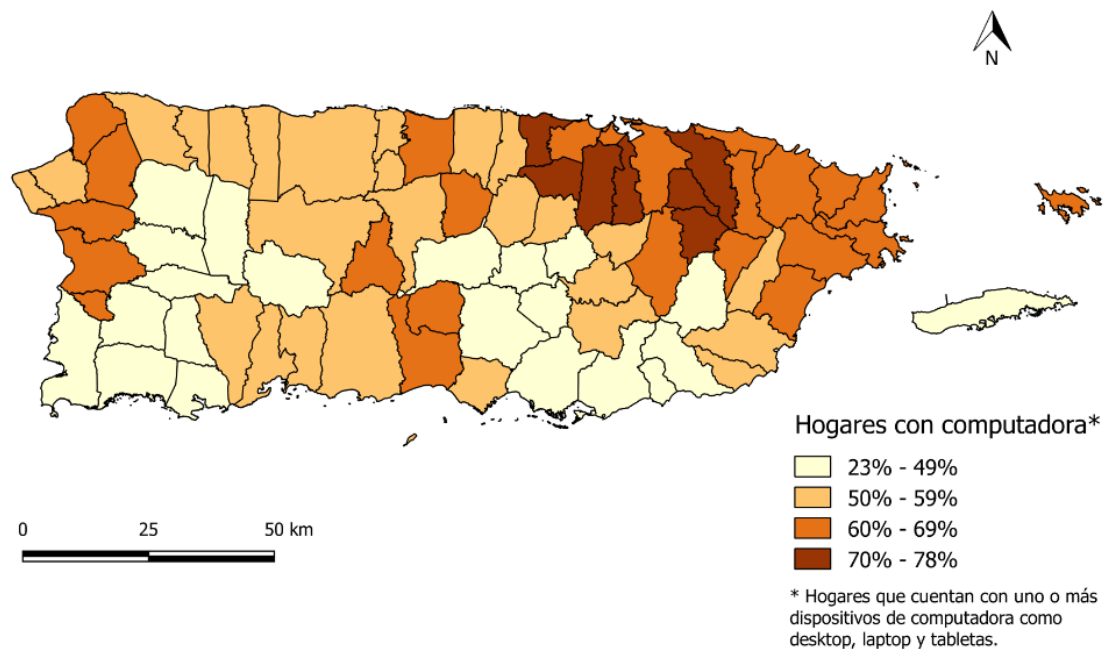 N
Hogares con computadora*
23% - 49%
50% - 59%
60% - 69%
70% - 78%
0 25 50 km
* Hogares que cuentan con uno o más
dispositivos de computadora como
desktop, laptop y tabletas.